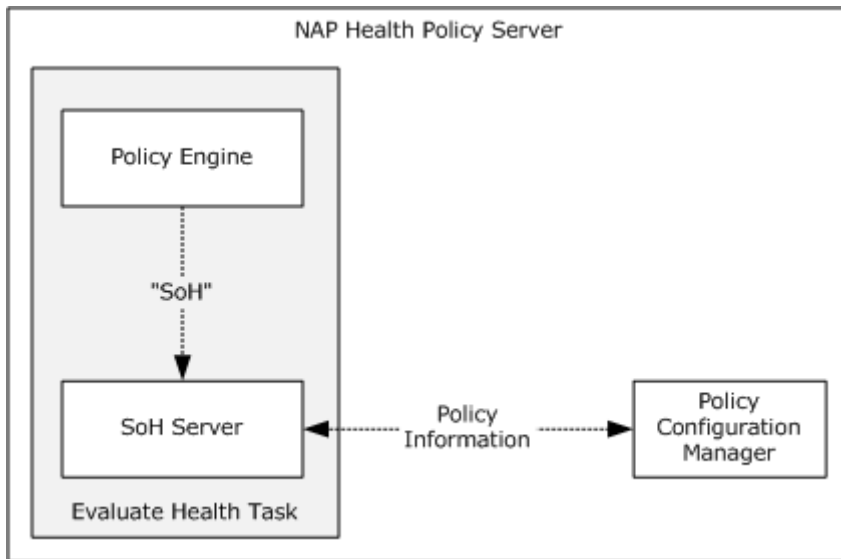 NAP Health Policy Server
Policy Engine
"SoH"
SoH Server
Policy
Information
Policy
Configuration
Manager
Evaluate Health Task